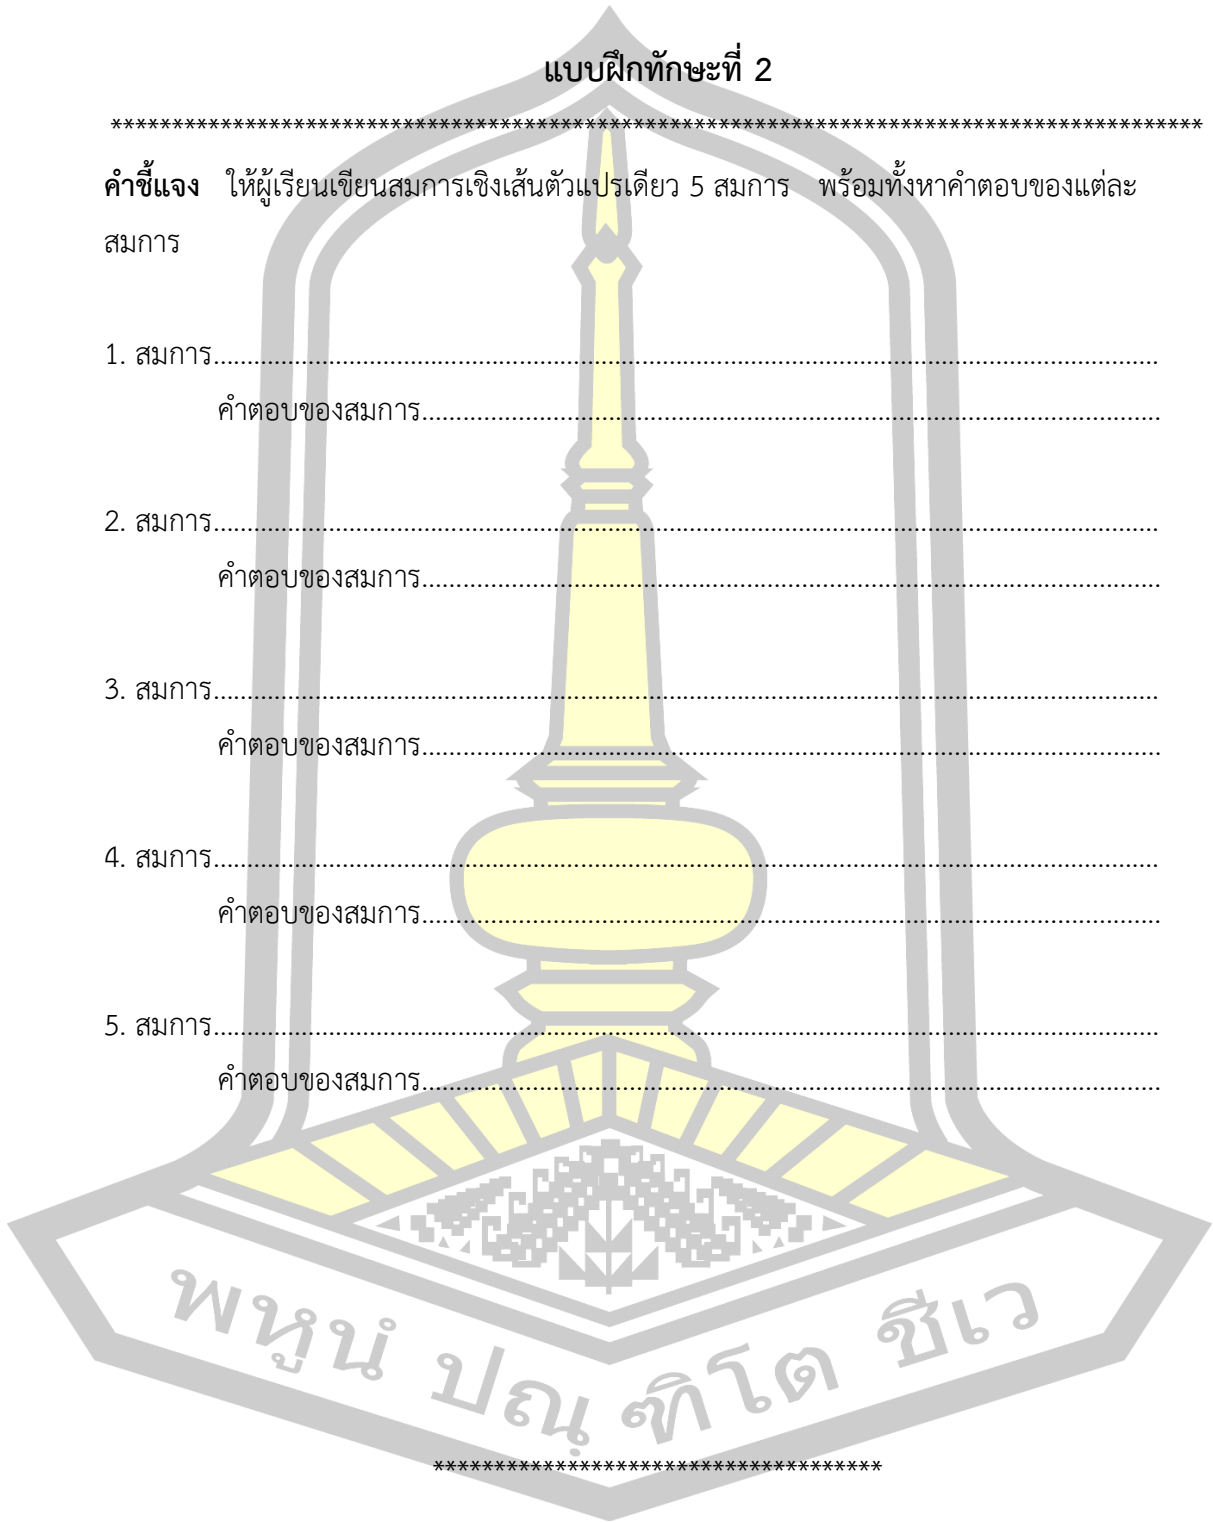 แบบฝึกทักษะที่ 2
******************************************************************************************
คำชี้แจง ให้ผู้เรียนเขียนสมการเชิงเส้นตัวแปรเดียว 5 สมการ พร้อมทั้งหาคำตอบของแต่ละ
สมการ
1. สมการ........................................................................................................................
คำตอบของสมการ..............................................................................................
2. สมการ........................................................................................................................
คำตอบของสมการ..............................................................................................
3. สมการ........................................................................................................................
คำตอบของสมการ..............................................................................................
4. สมการ........................................................................................................................
คำตอบของสมการ..............................................................................................
5. สมการ........................................................................................................................
คำตอบของสมการ..............................................................................................
พหูนํ ปณฺฑิโต ชีเว
*************************************